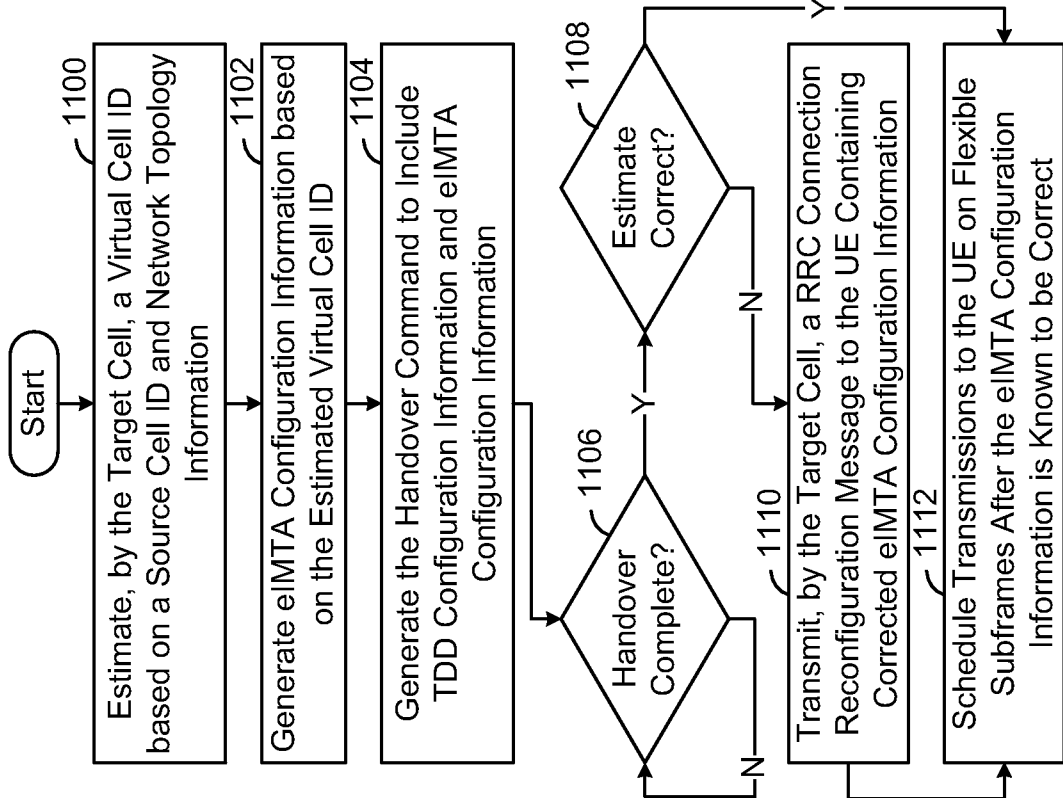 Start
1100
Estimate, by the Target Cell, a Virtual Cell ID
based on a Source Cell ID and Network Topology
Information
1102
Generate eIMTA Configuration Information based
on the Estimated Virtual Cell ID
1104
Generate the Handover Command to Include
TDD Configuration Information and eIMTA
Configuration Information
1106
Handover
Complete?
N
Y
1108
Estimate
Correct?
Y
N
1110
Transmit, by the Target Cell, a RRC Connection
Reconfiguration Message to the UE Containing
Corrected eIMTA Configuration Information
1112
Schedule Transmissions to the UE on Flexible
Subframes After the eIMTA Configuration
Information is Known to be Correct